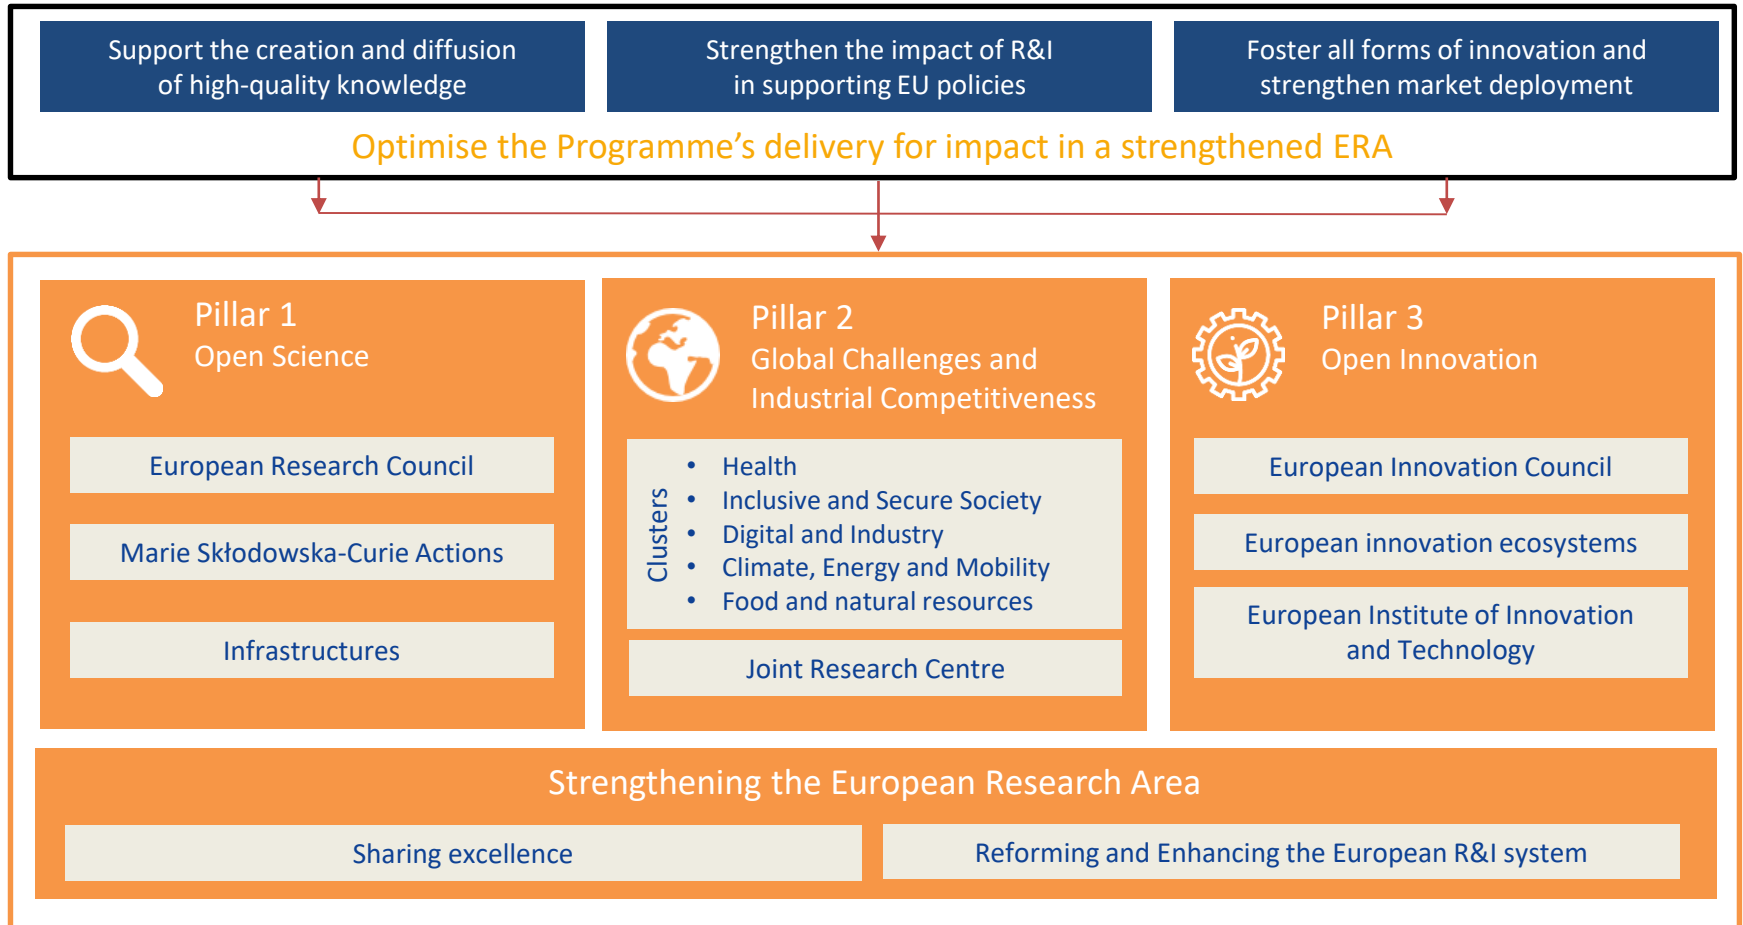 Support the creation and diffusion
of high-quality knowledge
Strengthen the impact of R&I
in supporting EU policies
Foster all forms of innovation and
strengthen market deployment
Optimise the Programme’s delivery for impact in a strengthened ERA
Pillar 1
Open Science
European Research Council
Marie Skłodowska-Curie Actions
Infrastructures
Pillar 2
Global Challenges and
Industrial Competitiveness
Clusters
• Health
• Inclusive and Secure Society
• Digital and Industry
• Climate, Energy and Mobility
• Food and natural resources
Joint Research Centre
Pillar 3
Open Innovation
European Innovation Council
European innovation ecosystems
European Institute of Innovation
and Technology
Strengthening the European Research Area
Sharing excellence
Reforming and Enhancing the European R&I system